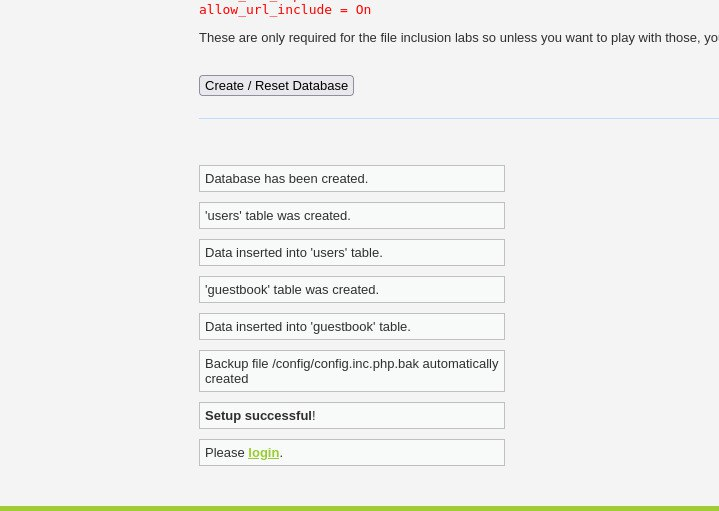 allow_url_include = On
These are only required for the file inclusion labs so unless you want to play with those,
Create / Reset Database
Database has been created.
'users' table was created.
Data inserted into 'users' table.
'guestbook' table was created.
Data inserted into 'guestbook' table.
Backup file /config/config.inc.php.bak automatically
created
Setup successful!
Please login.